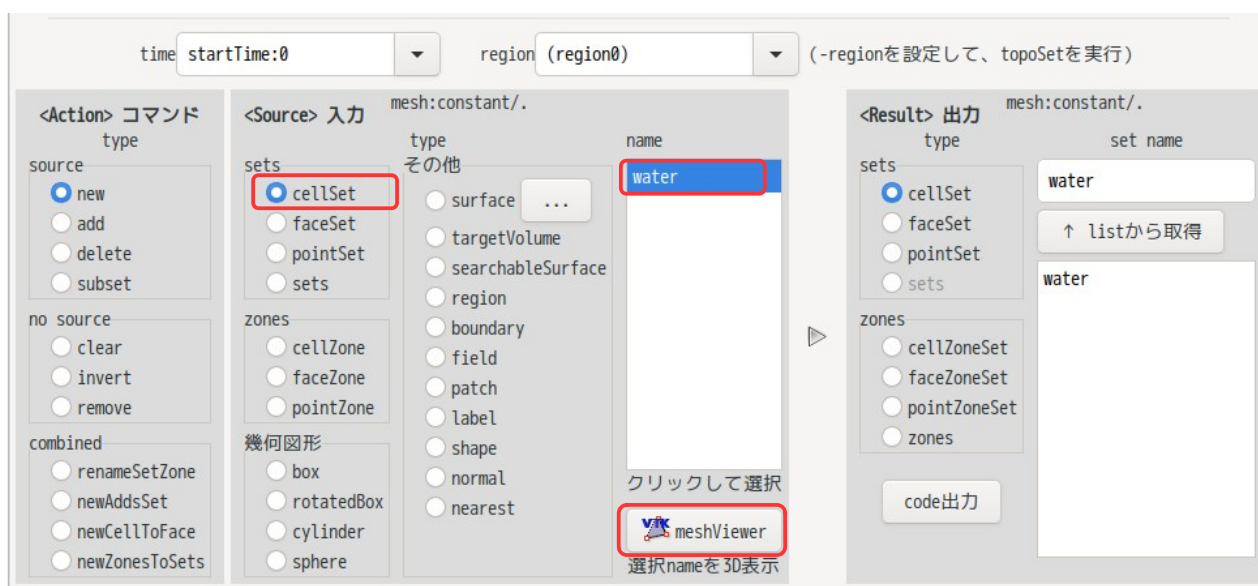 time startTime:0 region (region0) (-regionを設定して、topoSetを実行)
<Action> コマンド
type
source
new
add
delete
subset
no source
clear
invert
remove
combined
renameSetZone
newAddsSet
newCellToFace
newZonesToSets
<Source> 入力
mesh:constant/.
sets
cellSet
faceSet
pointSet
sets
zones
cellZone
faceZone
pointZone
幾何図形
box
rotatedBox
cylinder
sphere
type
その他
surface ...
targetVolume
searchableSurface
region
boundary
field
patch
label
shape
normal
nearest
name
water
クリックして選択
VTK meshViewer
選択nameを3D表示
<Result> 出力
mesh:constant/.
type
sets
cellSet
faceSet
pointSet
sets
zones
cellZoneSet
faceZoneSet
pointZoneSet
zones
code出力
set name
water
↑ listから取得
water